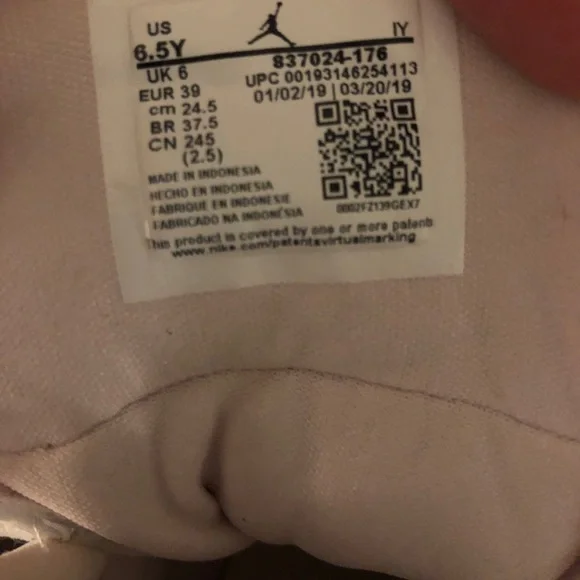 US IY
6.5Y 837024-176
UK 6 UPC 00193146254113
EUR 39 01/02/19 | 03/20/19
cm 24.5
BR 37.5
CN 245
(2.5)
MADE IN INDONESIA
HECHO EN INDONESIA
FABRIQUE EN INDONESIE
FABRICADO NA INDONÉSIA
0002FZ139GEX7
This product is covered by one or more patents
www.nike.com/patentsvirtualmarking